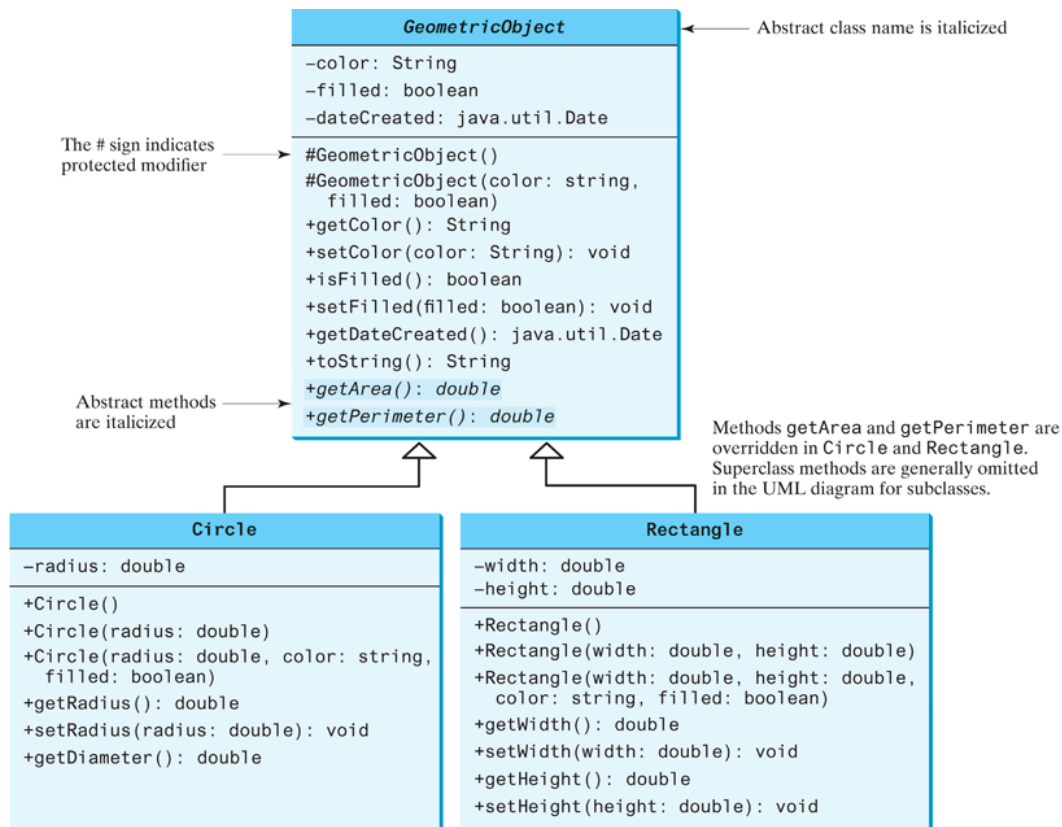 GeometricObject
Abstract class name is italicized
–color: String
–filled: boolean
–dateCreated: java.util.Date
The # sign indicates
protected modifier
#GeometricObject()
#GeometricObject(color: string,
filled: boolean)
+getColor(): String
+setColor(color: String): void
+isFilled(): boolean
+setFilled(filled: boolean): void
+getDateCreated(): java.util.Date
+toString(): String
+getArea(): double
+getPerimeter(): double
Abstract methods
are italicized
Methods getArea and getPerimeter are
overridden in Circle and Rectangle.
Superclass methods are generally omitted
in the UML diagram for subclasses.
Circle
–radius: double
+Circle()
+Circle(radius: double)
+Circle(radius: double, color: string,
filled: boolean)
+getRadius(): double
+setRadius(radius: double): void
+getDiameter(): double
Rectangle
–width: double
–height: double
+Rectangle()
+Rectangle(width: double, height: double)
+Rectangle(width: double, height: double,
color: string, filled: boolean)
+getWidth(): double
+setWidth(width: double): void
+getHeight(): double
+setHeight(height: double): void